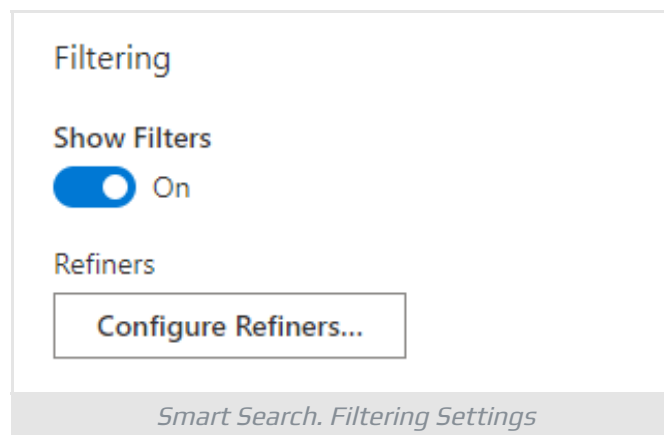 Filtering
Show Filters
On
Refiners
Configure Refiners...
Smart Search. Filtering Settings